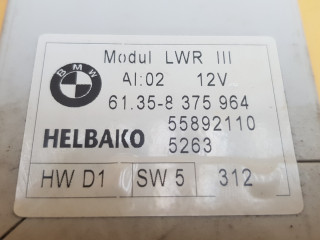 Modul LWR III
BMW
AI:02 12V
61.35-8 375 964
55892110
HELBAKO 5263
HW D1 SW 5 312